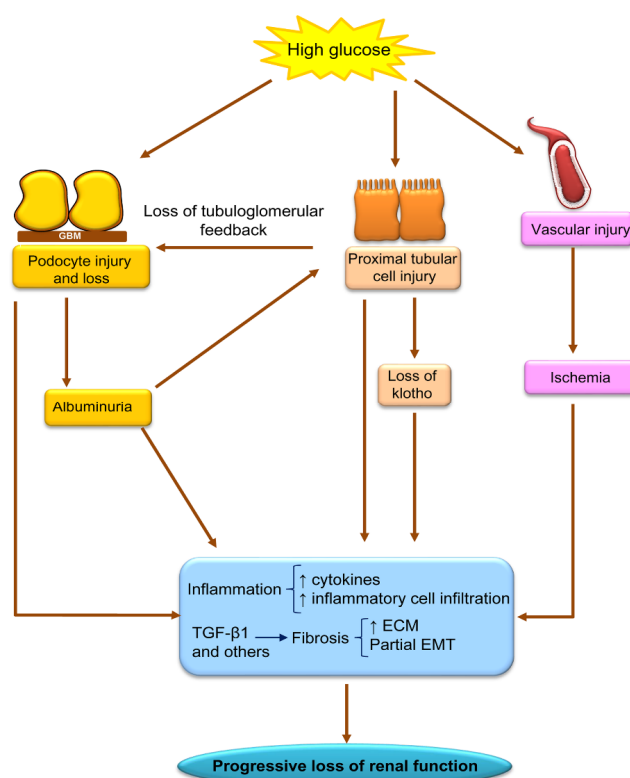 High glucose
GBM
Podocyte injury
and loss
Loss of tubuloglomerular
feedback
Proximal tubular
cell injury
Vascular injury
Albuminuria
Loss of
klotho
Ischemia
Inflammation
↑ cytokines
↑ inflammatory cell infiltration
TGF-β1
and others
Fibrosis
↑ ECM
Partial EMT
Progressive loss of renal function